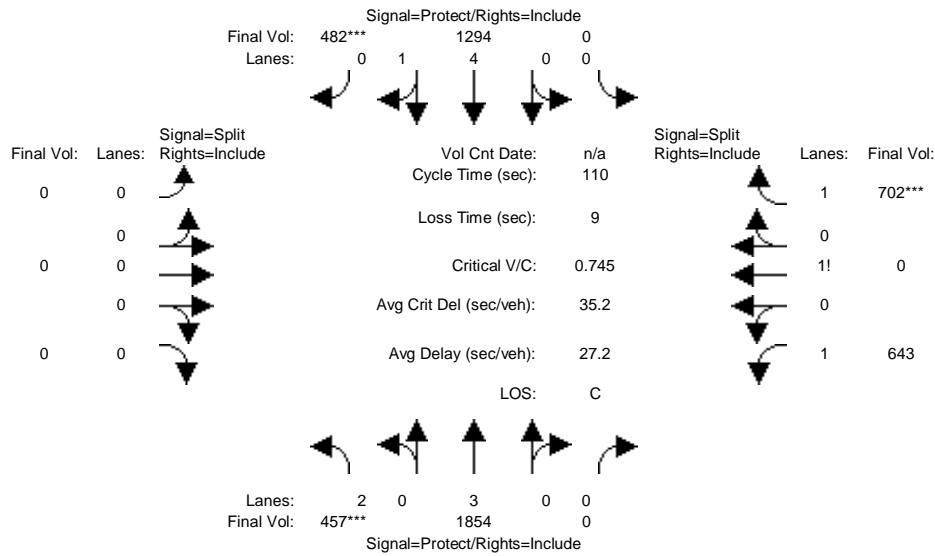 Signal=Protect/Rights=Include
Final Vol: 482*** 1294 0
Lanes: 0 1 4 0 0
Signal=Split
Final Vol: Lanes: Rights=Include
Vol Cnt Date: n/a
Signal=Split
Rights=Include Lanes: Final Vol:
Cycle Time (sec): 110
0 0
1 702***
Loss Time (sec): 9
0
0
0 0
Critical V/C: 0.745
1! 0
0
Avg Crit Del (sec/veh): 35.2
0
0 0
Avg Delay (sec/veh): 27.2
1 643
LOS: C
Lanes: 2 0 3 0 0
Final Vol: 457*** 1854 0
Signal=Protect/Rights=Include